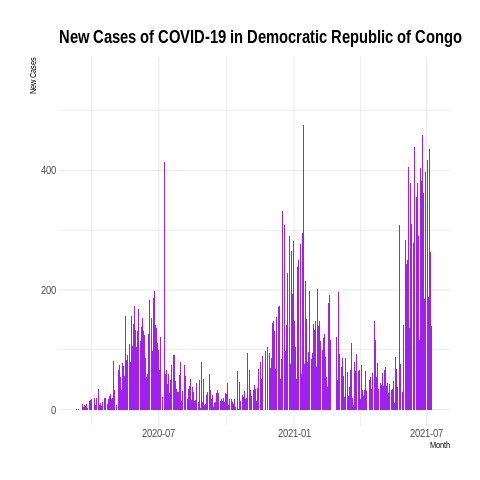 New Cases of COVID-19 in Democratic Republic of Congo
New Cases
400
200
0
2020-07
2021-01
2021-07
Month